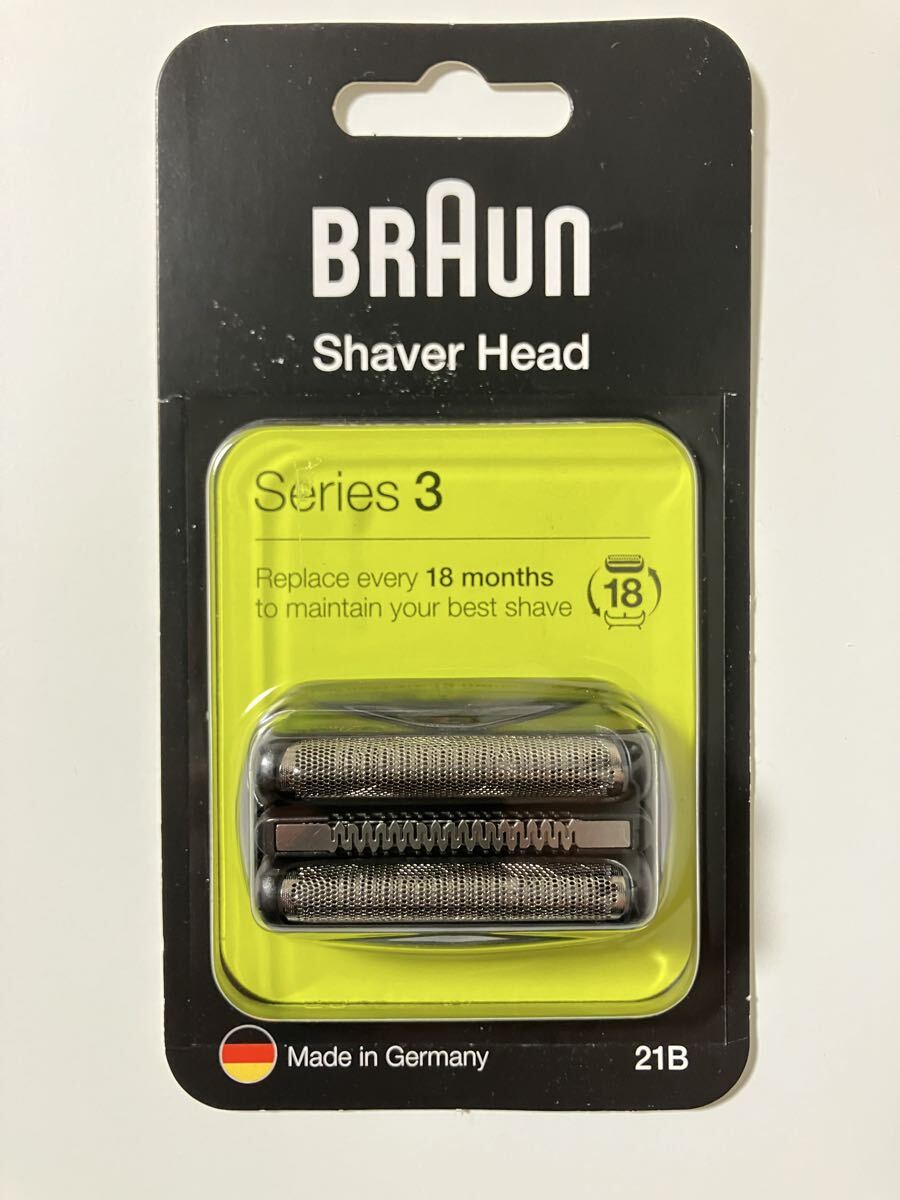 BRAUN
Shaver Head
Series 3
Replace every 18 months
to maintain your best shave
18
Made in Germany
21B